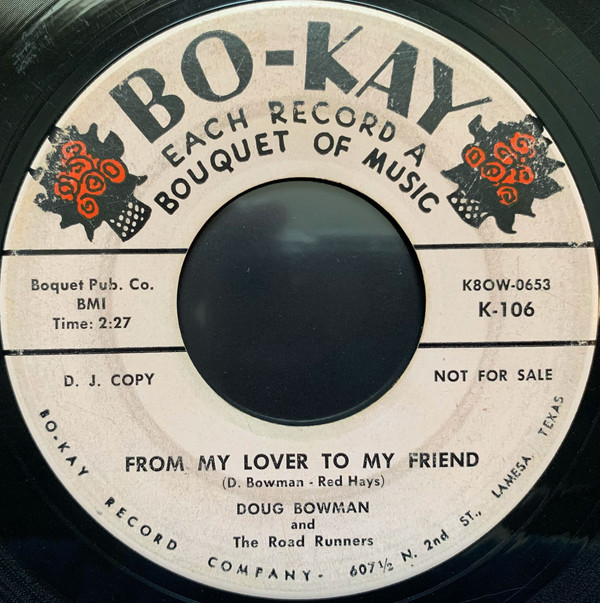 BO-KAY
EACH RECORD A
BOUQUET OF MUSIC
Boquet Pub. Co.
BMI
Time: 2:27
K8OW-0653
K-106
D. J. COPY
NOT FOR SALE
FROM MY LOVER TO MY FRIEND
(D. Bowman - Red Hays)
DOUG BOWMAN
and
The Road Runners
BO-KAY RECORD COMPANY - 607½ N. 2nd ST., LAMESA, TEXAS